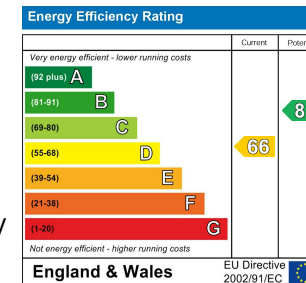 Energy Efficiency Rating
Current
Very energy efficient - lower running costs
(92 plus) A
(81-91) B
(69-80) C
(55-68) D
66
(39-54) E
(21-38) F
(1-20) G
Not energy efficient - higher running costs
England & Wales
EU Directive
2002/91/EC